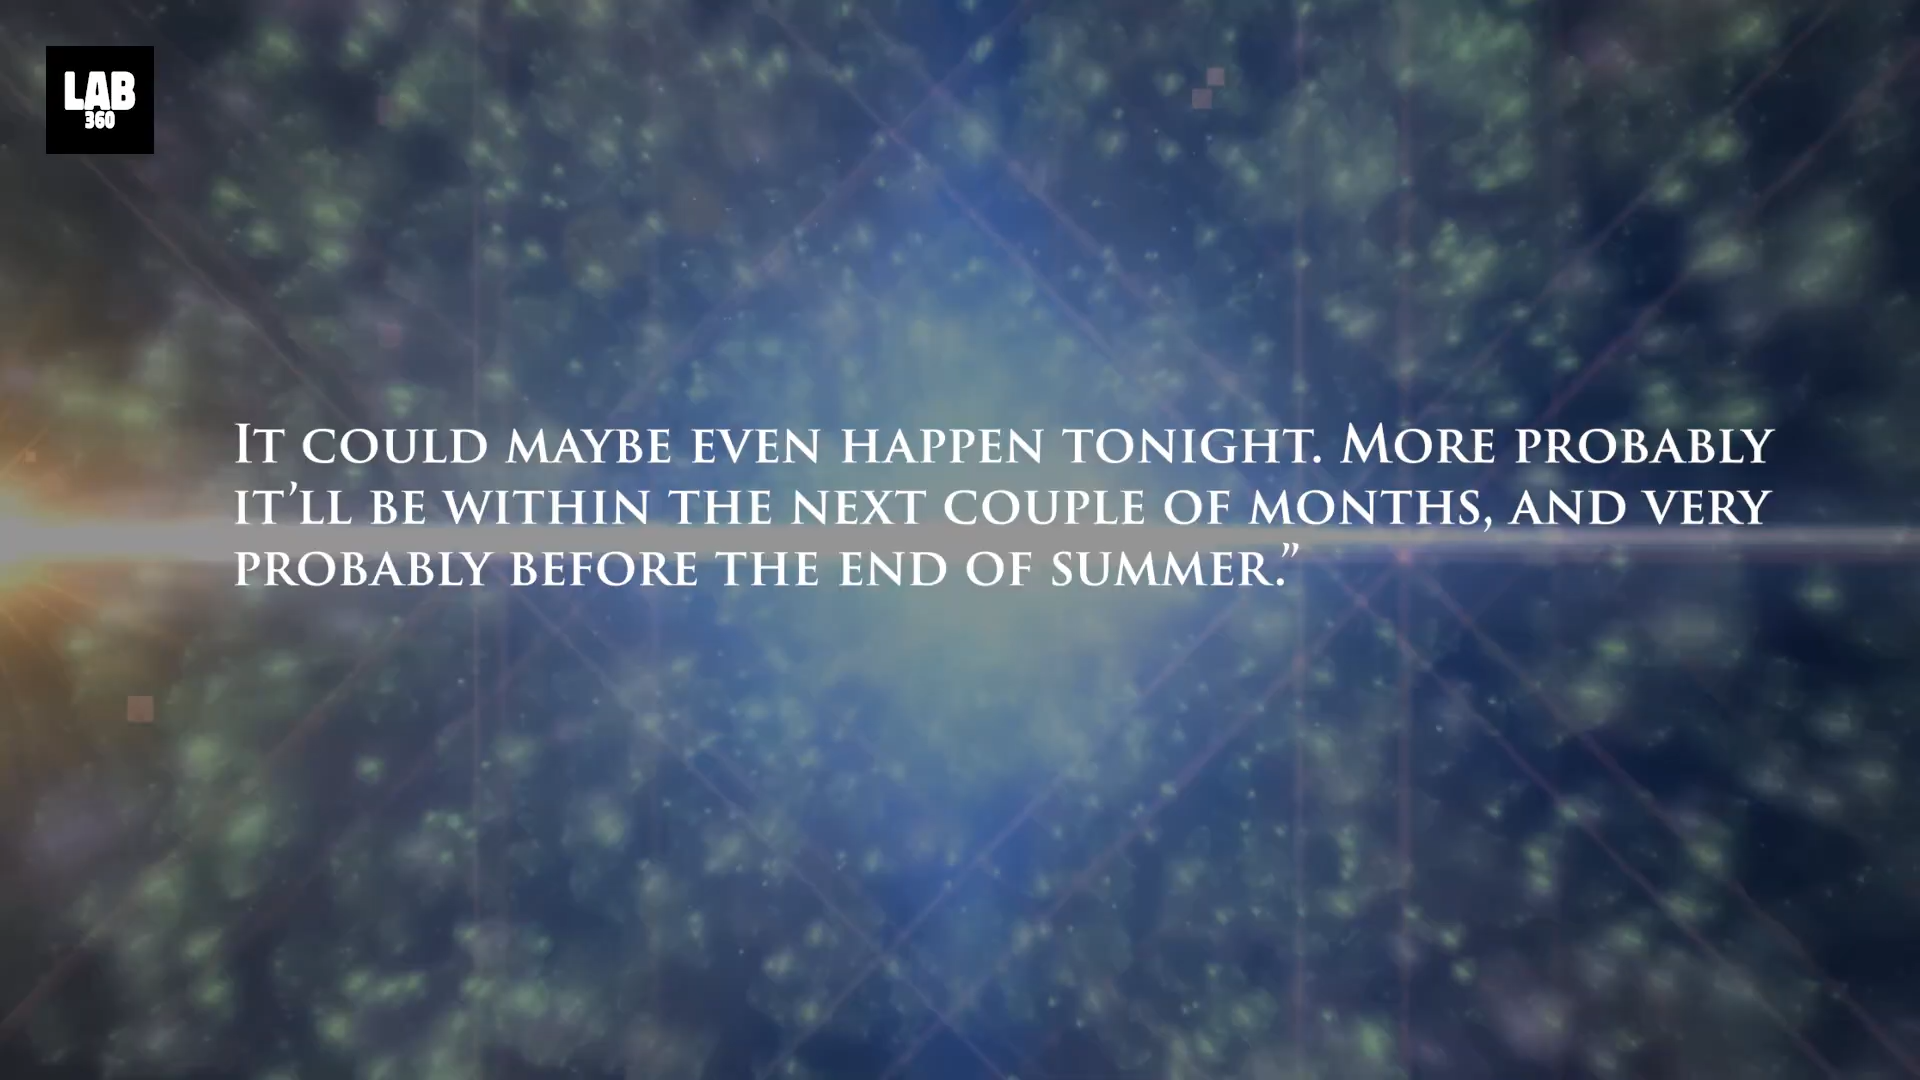 LAB
360
It could maybe even happen tonight. More probably
it’ll be within the next couple of months, and very
probably before the end of summer.”